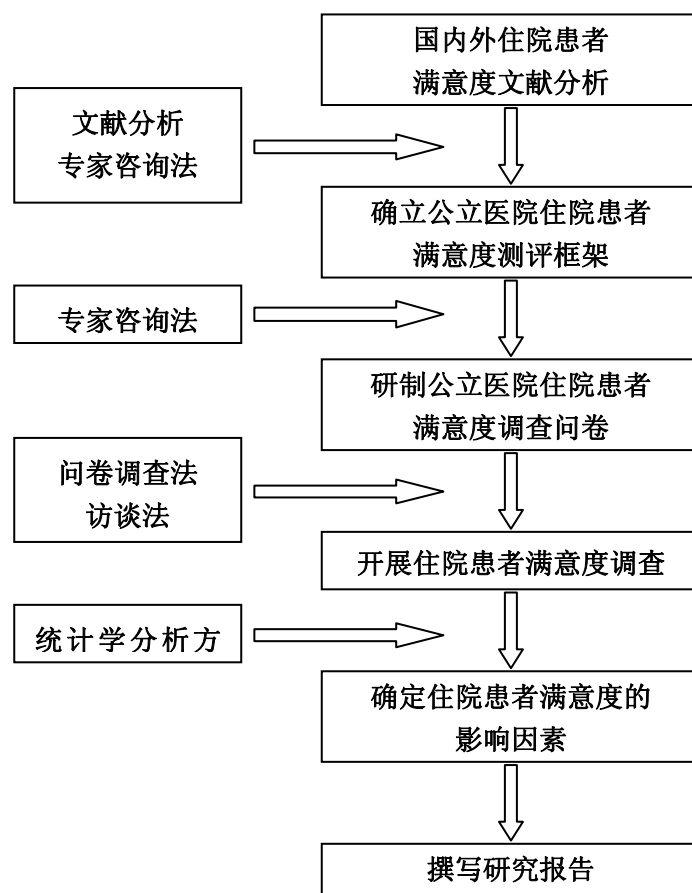 国内外住院患者
满意度文献分析
文献分析
专家咨询法
确立公立医院住院患者
满意度测评框架
专家咨询法
研制公立医院住院患者
满意度调查问卷
问卷调查法
访谈法
开展住院患者满意度调查
统计学分析方
确定住院患者满意度的
影响因素
撰写研究报告